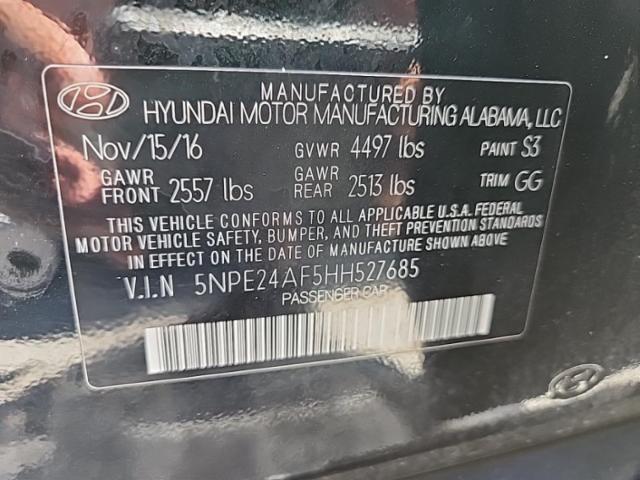 MANUFACTURED BY
HYUNDAI MOTOR MANUFACTURING ALABAMA, LLC
Nov/15/16 GVWR 4497 lbs PAINT S3
GAWR FRONT 2557 lbs GAWR REAR 2513 lbs TRIM GG
THIS VEHICLE CONFORMS TO ALL APPLICABLE U.S.A. FEDERAL
MOTOR VEHICLE SAFETY, BUMPER, AND THEFT PREVENTION STANDARDS
IN EFFECT ON THE DATE OF MANUFACTURE SHOWN ABOVE.
V.I.N 5NPE24AF5HH527685
PASSENGER CAR